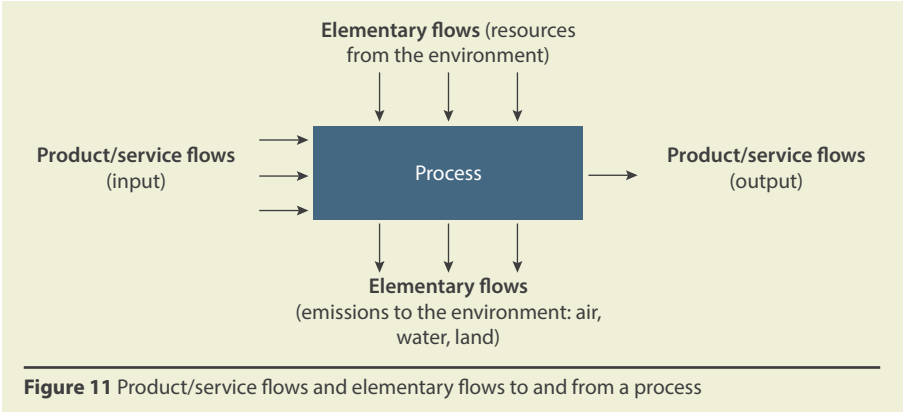 Elementary flows (resources
from the environment)
Product/service flows
(input)
Process
Product/service flows
(output)
Elementary flows
(emissions to the environment: air,
water, land)
Figure 11 Product/service flows and elementary flows to and from a process